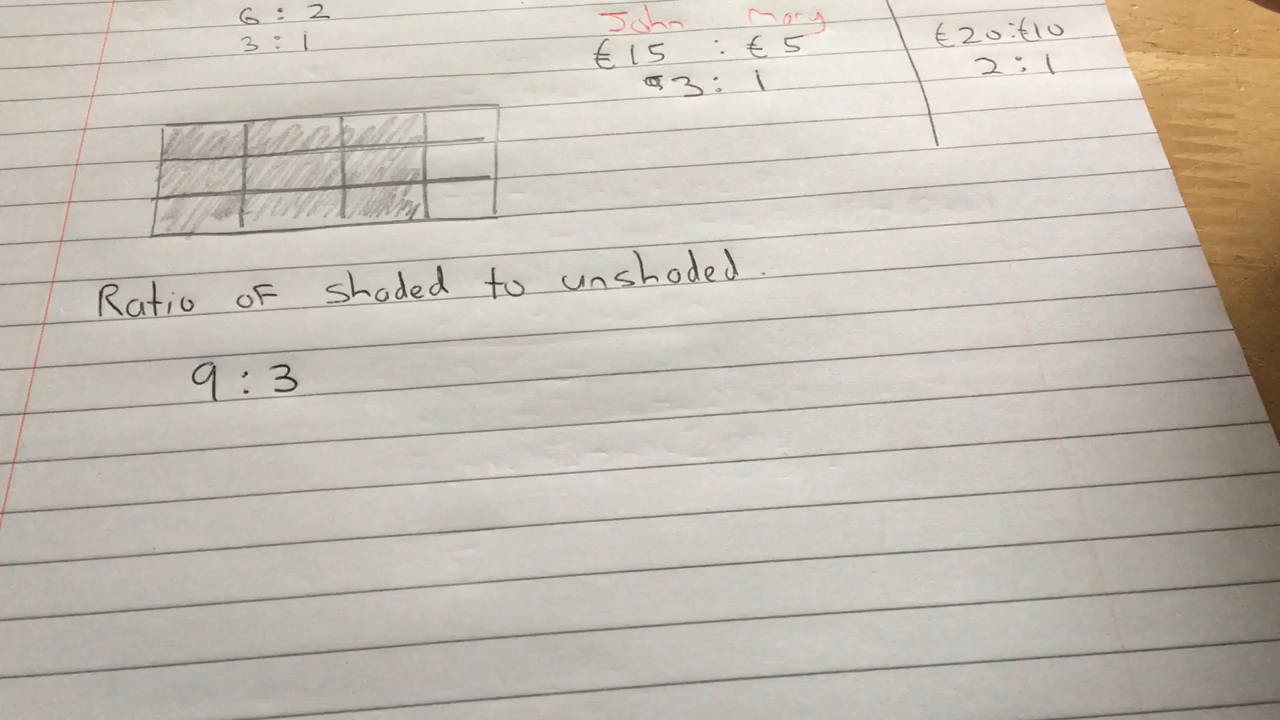 6 : 2
3 : 1
John Mary
€15 : €5
3 : 1
€20:€10
2 : 1
Ratio of shaded to unshaded.
9 : 3